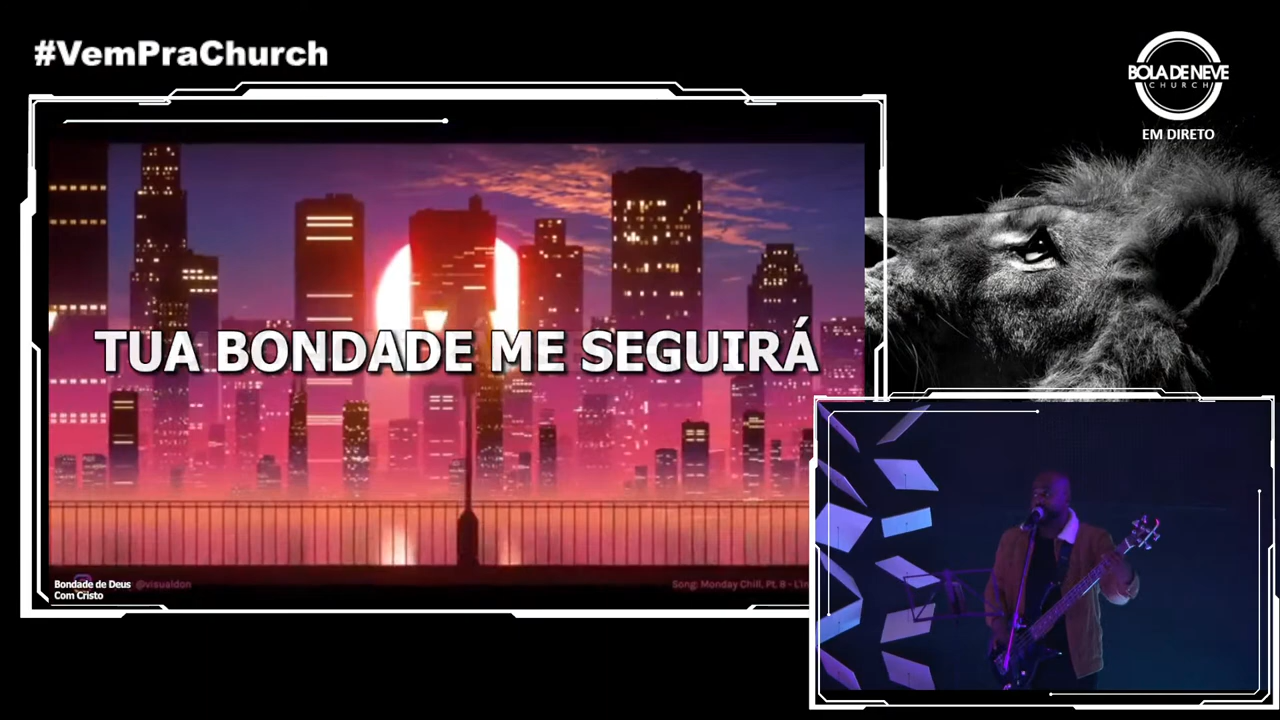 #VemPraChurch
BOLA DE NEVE
CHURCH
EM DIRETO
TUA BONDADE ME SEGUIRÁ
Bondade de Deus
@visualdon
Song: Monday Chill, Pt. 8 -
Com Cristo